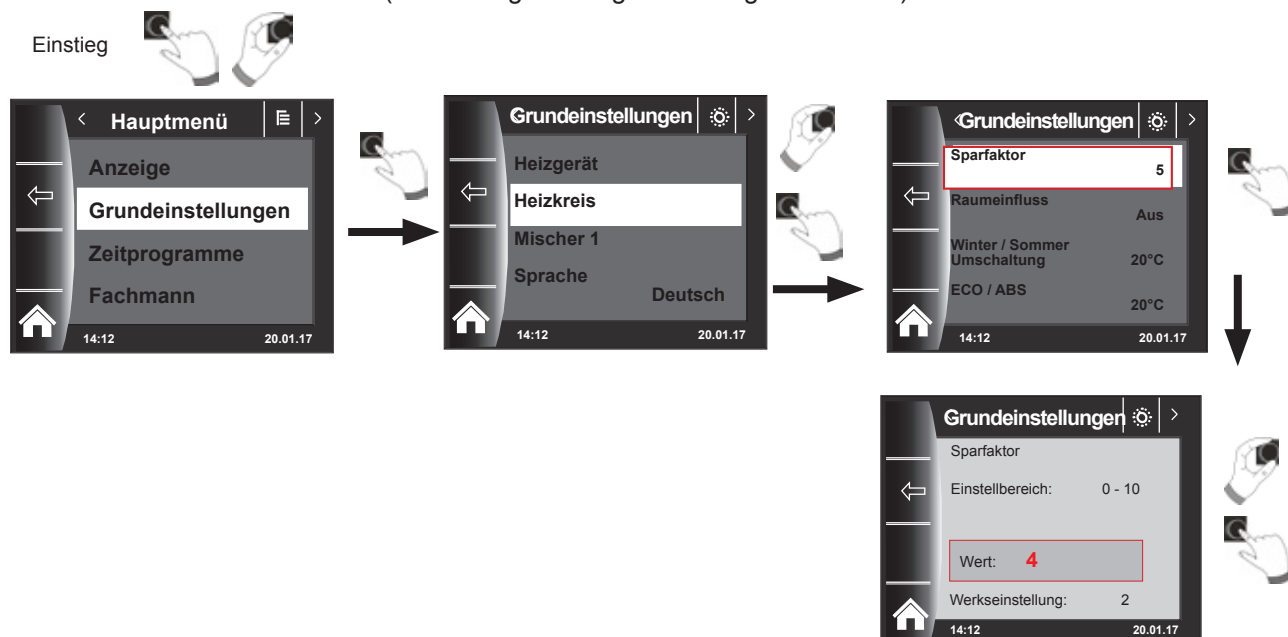 Einstieg
< Hauptmenü >
Anzeige
Grundeinstellungen
Zeitprogramme
Fachmann
14:12 20.01.17
Grundeinstellungen >
Heizgerät
Heizkreis
Mischer 1
Sprache
Deutsch
14:12 20.01.17
Grundeinstellungen >
Sparfaktor
5
Raumeinfluss
Aus
Winter / Sommer
Umschaltung 20°C
ECO / ABS
20°C
14:12 20.01.17
Grundeinstellungen >
Sparfaktor
Einstellbereich: 0 - 10
Wert: 4
Werkseinstellung: 2
14:12 20.01.17